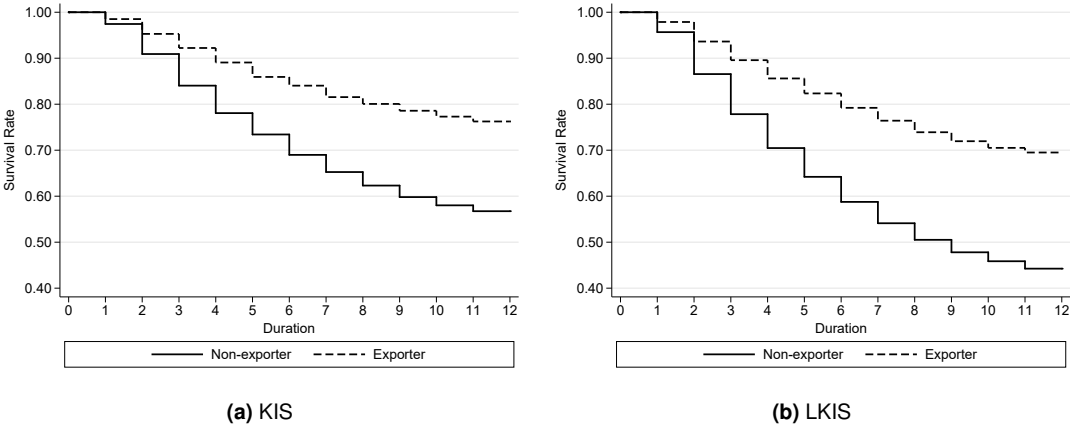 1.00
0.90
0.80
0.70
0.60
0.50
0.40
Survival Rate
0 1 2 3 4 5 6 7 8 9 10 11 12
Duration
Non-exporter Exporter
(a) KIS
1.00
0.90
0.80
0.70
0.60
0.50
0.40
Survival Rate
0 1 2 3 4 5 6 7 8 9 10 11 12
Duration
Non-exporter Exporter
(b) LKIS